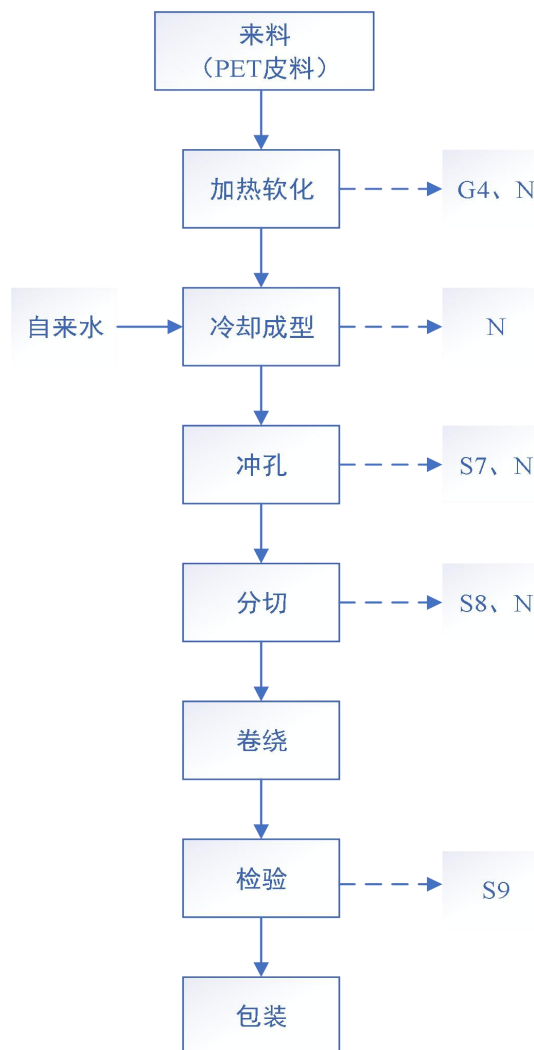 来料
（PET皮料）
加热软化
G4、N
自来水
冷却成型
N
冲孔
S7、N
分切
S8、N
卷绕
检验
S9
包装